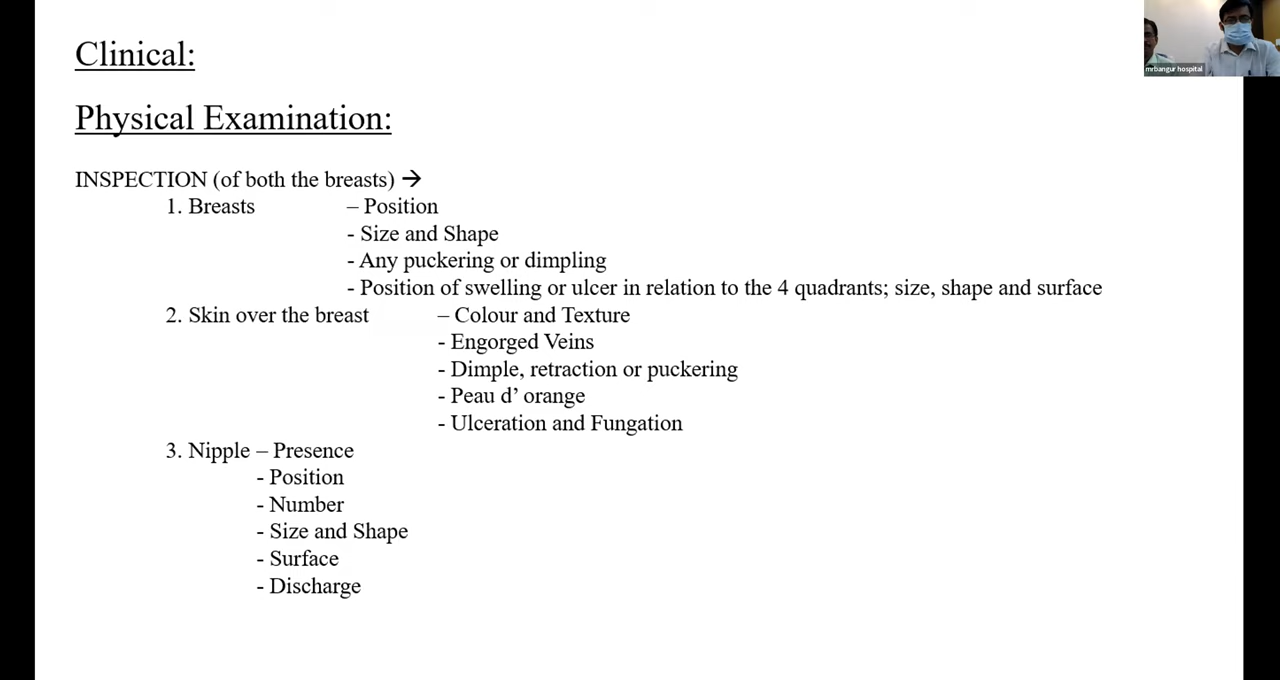 Clinical:
mrbangur hospital
Physical Examination:
INSPECTION (of both the breasts) →
1. Breasts – Position
- Size and Shape
- Any puckering or dimpling
- Position of swelling or ulcer in relation to the 4 quadrants; size, shape and surface
2. Skin over the breast – Colour and Texture
- Engorged Veins
- Dimple, retraction or puckering
- Peau d’ orange
- Ulceration and Fungation
3. Nipple – Presence
- Position
- Number
- Size and Shape
- Surface
- Discharge